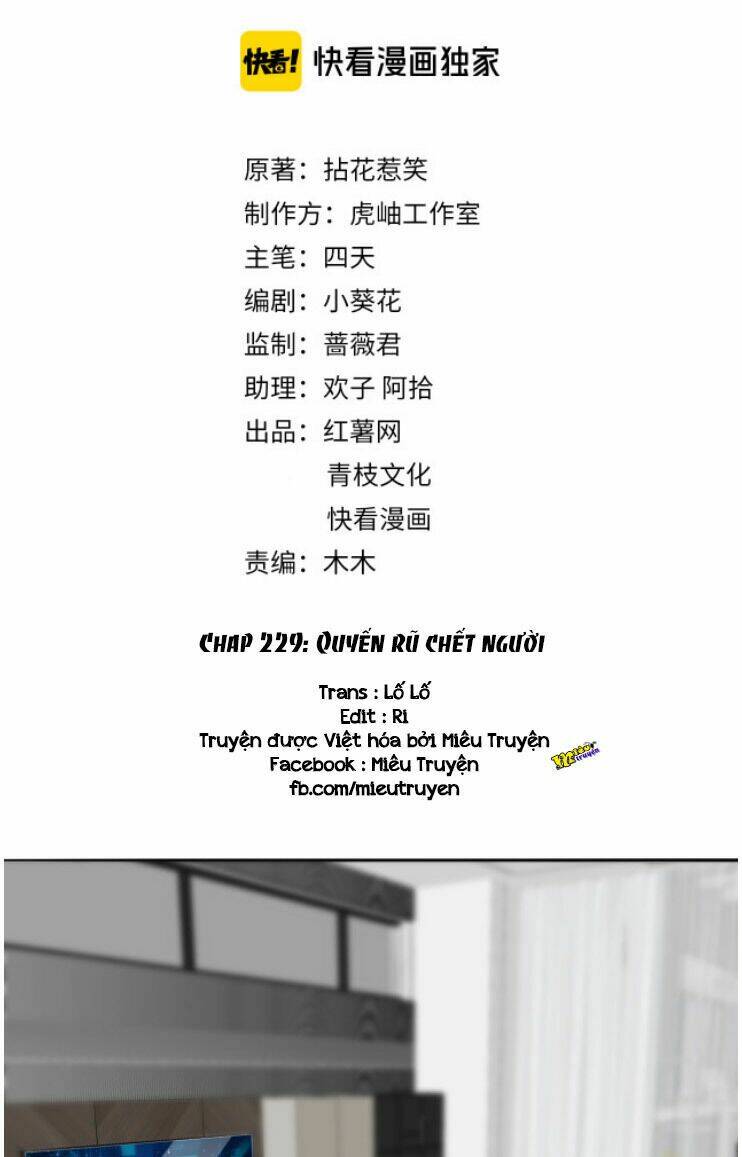 快看! 快看漫画独家
原著：拈花惹笑
制作方：虎岫工作室
主笔：四天
编剧：小葵花
监制：蔷薇君
助理：欢子 阿拾
出品：红薯网
青枝文化
快看漫画
责编：木木
Chap 229: Quyến rũ chết người
Trans : Lố Lố
Edit : Ri
Truyện được Việt hóa bởi Miêu Truyện
Facebook : Miêu Truyện
fb.com/mieutruyen